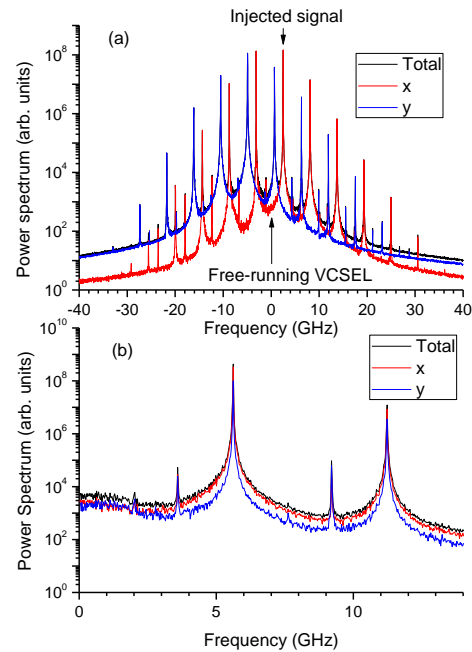 Injected signal
(a)
Total
x
y
Power spectrum (arb. units)
10⁸
10⁶
10⁴
10²
10⁰
Free-running VCSEL
-40 -30 -20 -10 0 10 20 30 40
Frequency (GHz)
(b)
Total
x
y
Power Spectrum (arb. units)
10¹⁰
10⁸
10⁶
10⁴
10²
10⁰
0 5 10
Frequency (GHz)